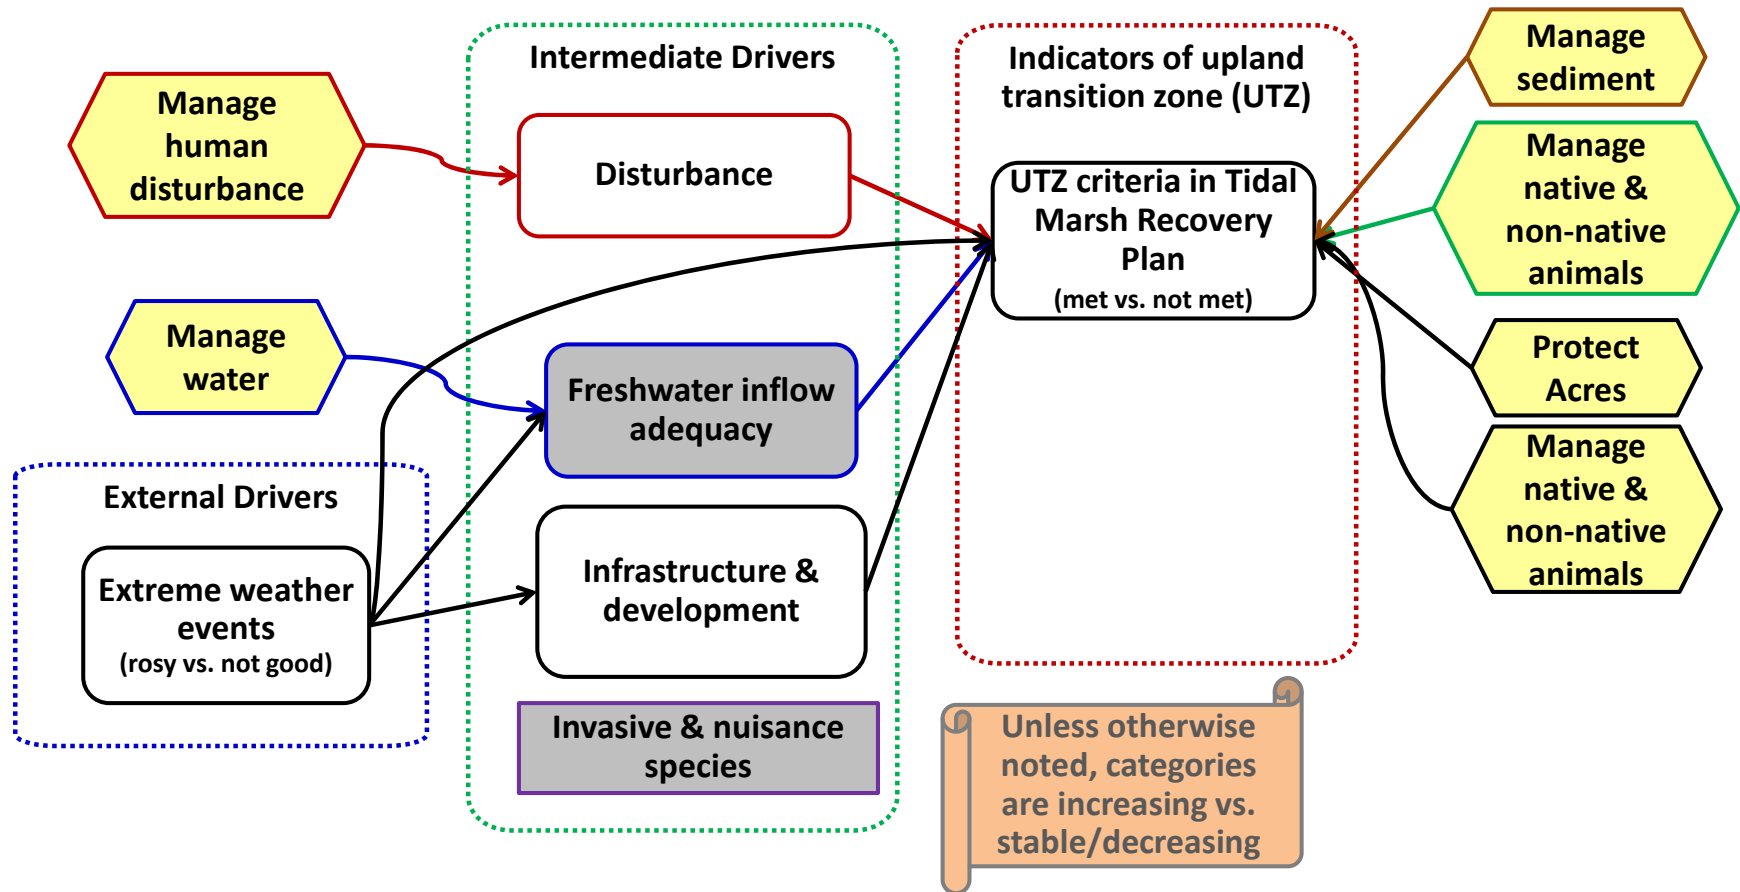 Manage
human
disturbance
Manage
water
External Drivers
Extreme weather
events
(rosy vs. not good)
Intermediate Drivers
Disturbance
Freshwater inflow
adequacy
Infrastructure &
development
Invasive & nuisance
species
Indicators of upland
transition zone (UTZ)
UTZ criteria in Tidal
Marsh Recovery
Plan
(met vs. not met)
Unless otherwise
noted, categories
are increasing vs.
stable/decreasing
Manage
sediment
Manage
native &
non-native
animals
Protect
Acres
Manage
native &
non-native
animals